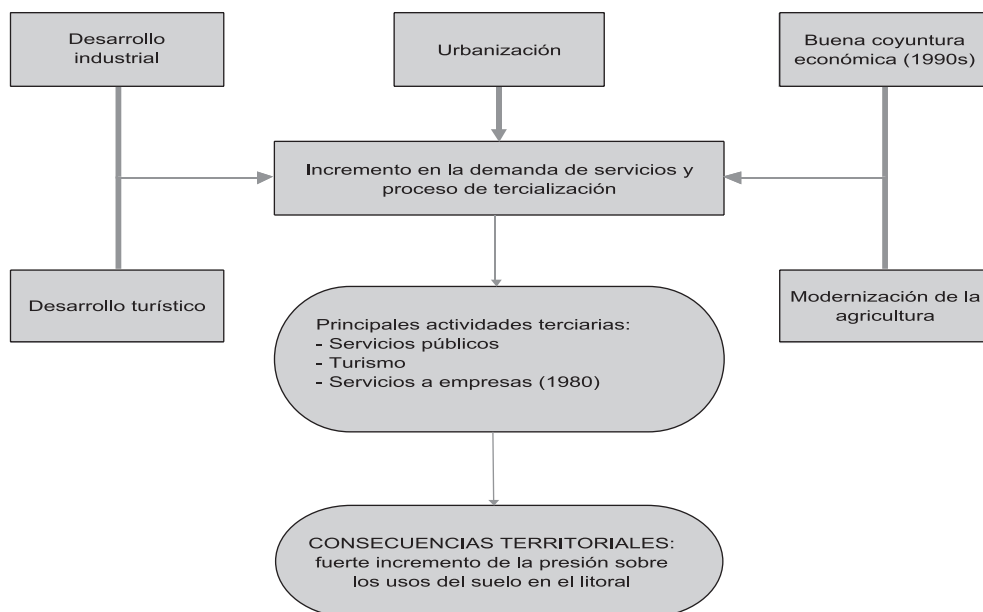 Desarrollo
industrial
Urbanización
Buena coyuntura
económica (1990s)
Incremento en la demanda de servicios y
proceso de tercialización
Desarrollo turístico
Modernización de la
agricultura
Principales actividades terciarias:
- Servicios públicos
- Turismo
- Servicios a empresas (1980)
CONSECUENCIAS TERRITORIALES:
fuerte incremento de la presión sobre
los usos del suelo en el litoral